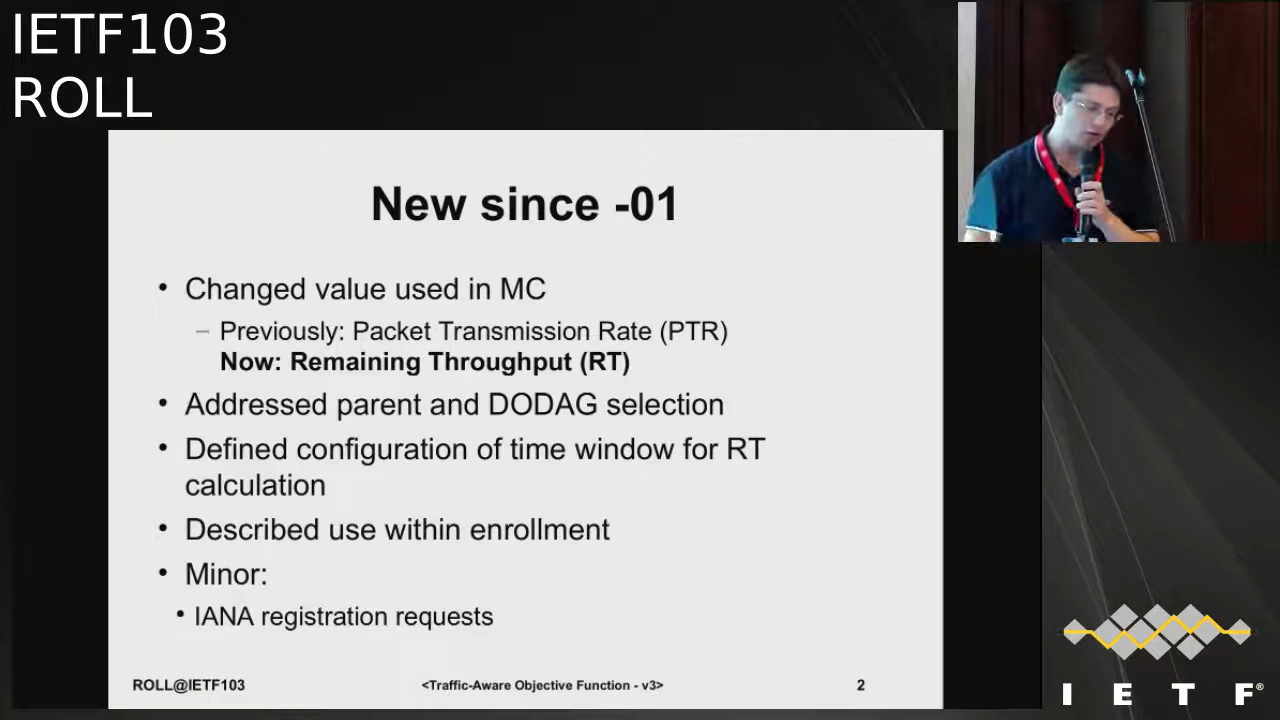 IETF103
ROLL
New since -01
• Changed value used in MC
– Previously: Packet Transmission Rate (PTR)
Now: Remaining Throughput (RT)
• Addressed parent and DODAG selection
• Defined configuration of time window for RT
calculation
• Described use within enrollment
• Minor:
• IANA registration requests
ROLL@IETF103 <Traffic-Aware Objective Function - v3> 2
I E T F®